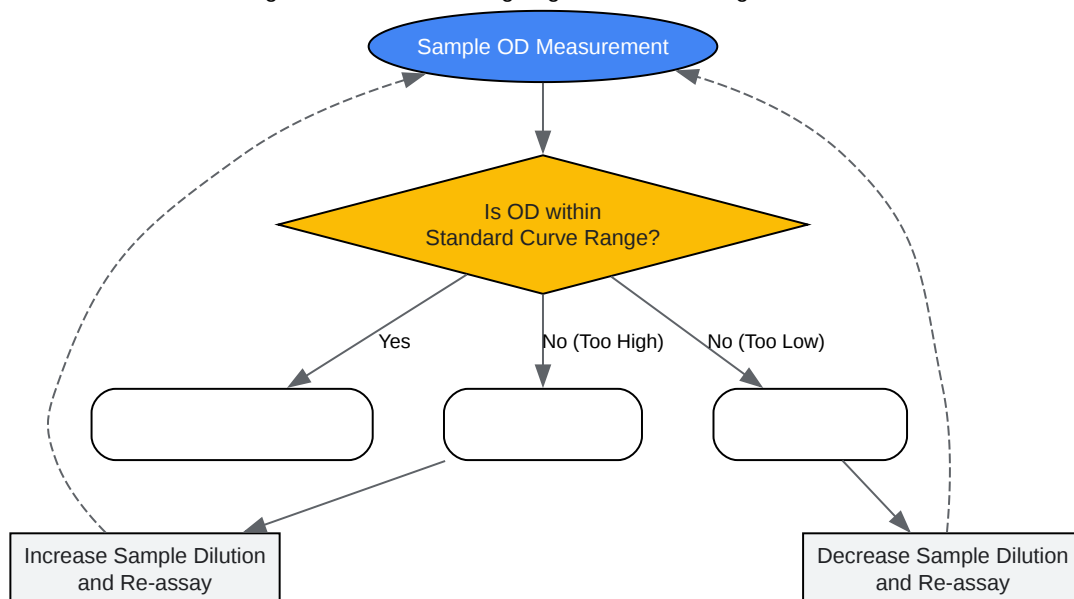 Sample OD Measurement
Is OD within
Standard Curve Range?
Yes
No (Too High)
No (Too Low)
Increase Sample Dilution
and Re-assay
Decrease Sample Dilution
and Re-assay